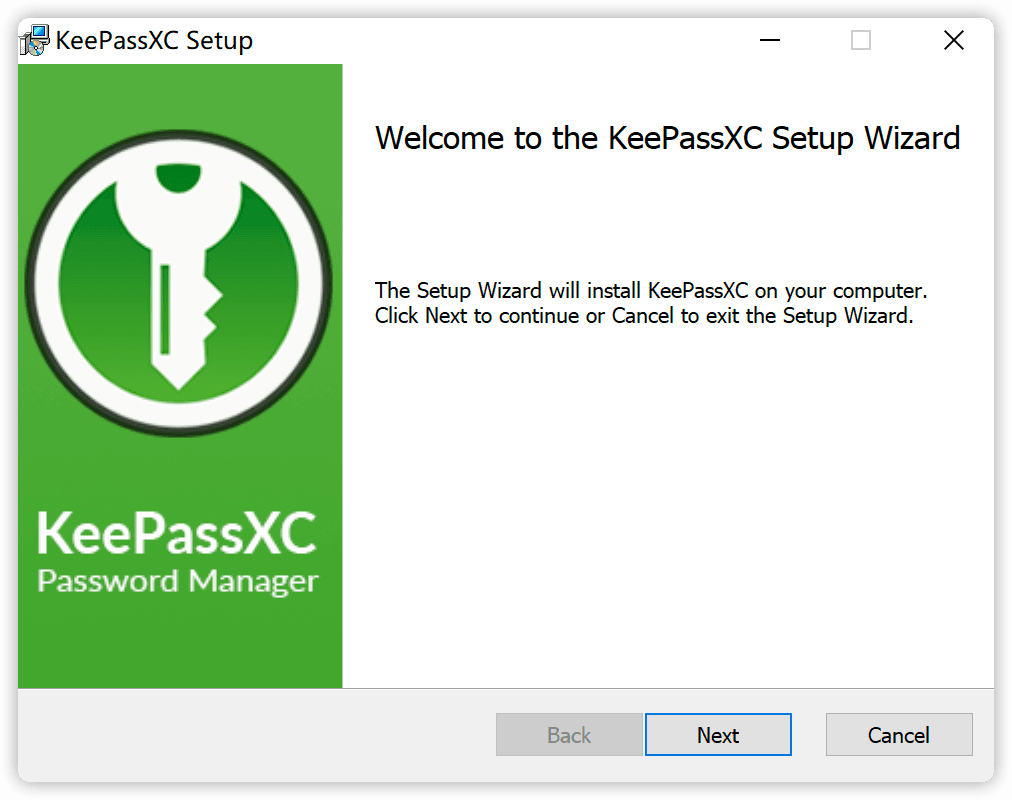 KeePassXC Setup
Welcome to the KeePassXC Setup Wizard
The Setup Wizard will install KeePassXC on your computer.
Click Next to continue or Cancel to exit the Setup Wizard.
KeePassXC
Password Manager
Back
Next
Cancel